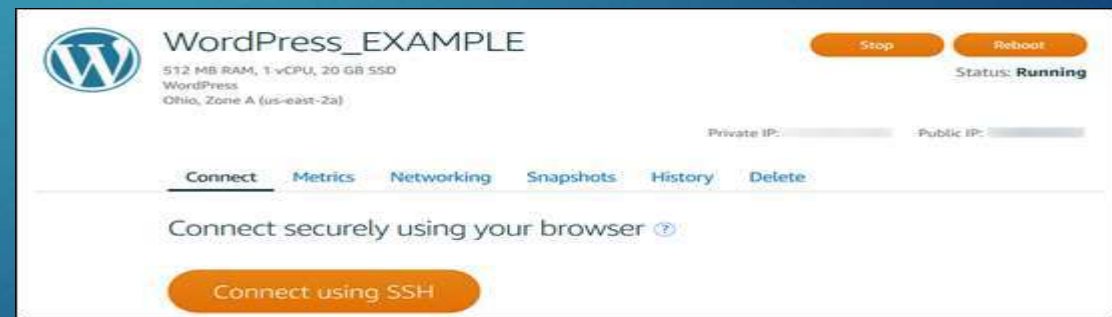 WordPress_EXAMPLE
Stop Reboot
512 MB RAM, 1 vCPU, 20 GB SSD
Status: Running
WordPress
Ohio, Zone A (us-east-2a)
Private IP: Public IP:
Connect Metrics Networking Snapshots History Delete
Connect securely using your browser ?
Connect using SSH